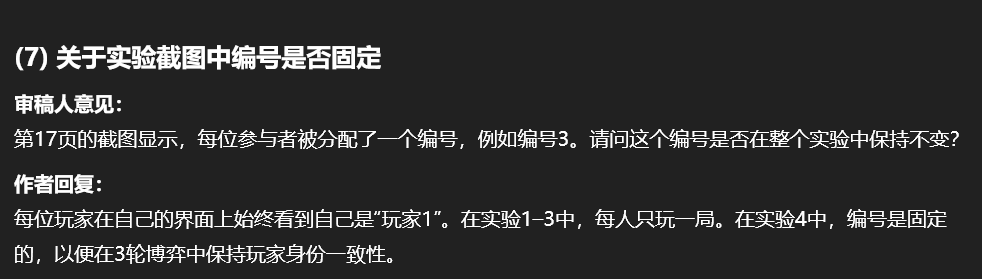 (7) 关于实验截图中编号是否固定
审稿人意见：
第17页的截图显示，每位参与者被分配了一个编号，例如编号3。请问这个编号是否在整个实验中保持不变？
作者回复：
每位玩家在自己的界面上始终看到自己是“玩家1”。在实验1–3中，每人只玩一局。在实验4中，编号是固定
的，以便在3轮博弈中保持玩家身份一致性。